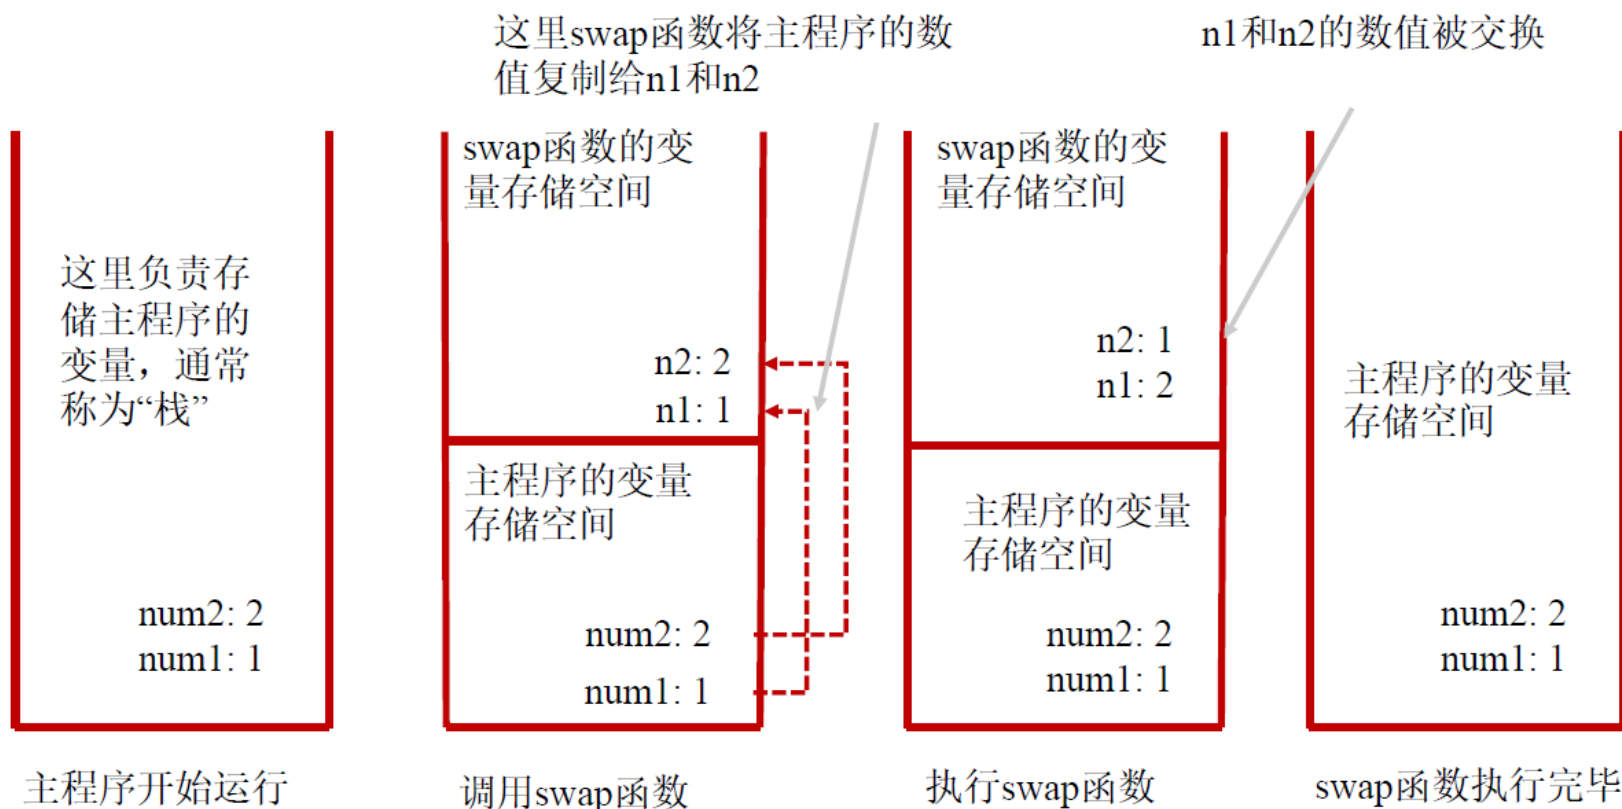 这里swap函数将主程序的数
值复制给n1和n2
n1和n2的数值被交换
这里负责存
储主程序的
变量，通常
称为“栈”
num2: 2
num1: 1
主程序开始运行
swap函数的变
量存储空间
n2: 2
n1: 1
主程序的变量
存储空间
num2: 2
num1: 1
调用swap函数
swap函数的变
量存储空间
n2: 1
n1: 2
主程序的变量
存储空间
num2: 2
num1: 1
执行swap函数
主程序的变量
存储空间
num2: 2
num1: 1
swap函数执行完毕